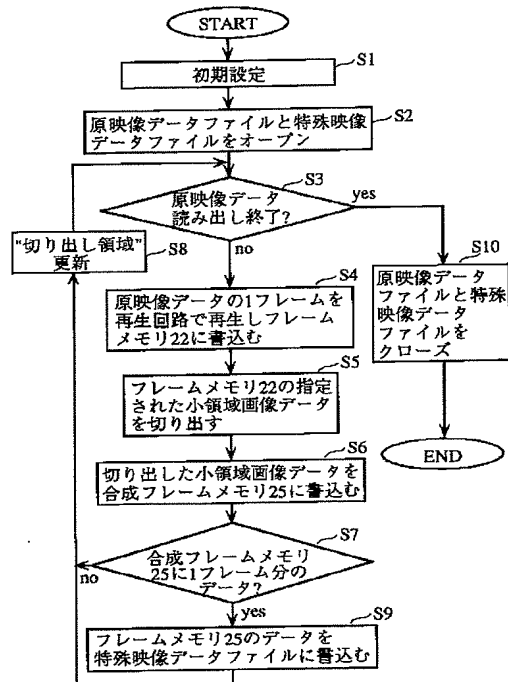 START
S1
初期設定
S2
原映像データファイルと特殊映像
データファイルをオープン
S3
原映像データ
読み出し終了?
yes
no
"切り出し領域"
更新
S8
S10
原映像データ
ファイルと特殊
映像データ
ファイルを
クローズ
END
S4
原映像データの1フレームを
再生回路で再生しフレーム
メモリ22に書込む
S5
フレームメモリ22の指定
された小領域画像データ
を切り出す
S6
切り出した小領域画像データを
合成フレームメモリ25に書込む
S7
合成フレームメモリ
25に1フレーム分の
データ?
no
yes
S9
フレームメモリ25のデータを
特殊映像データファイルに書込む